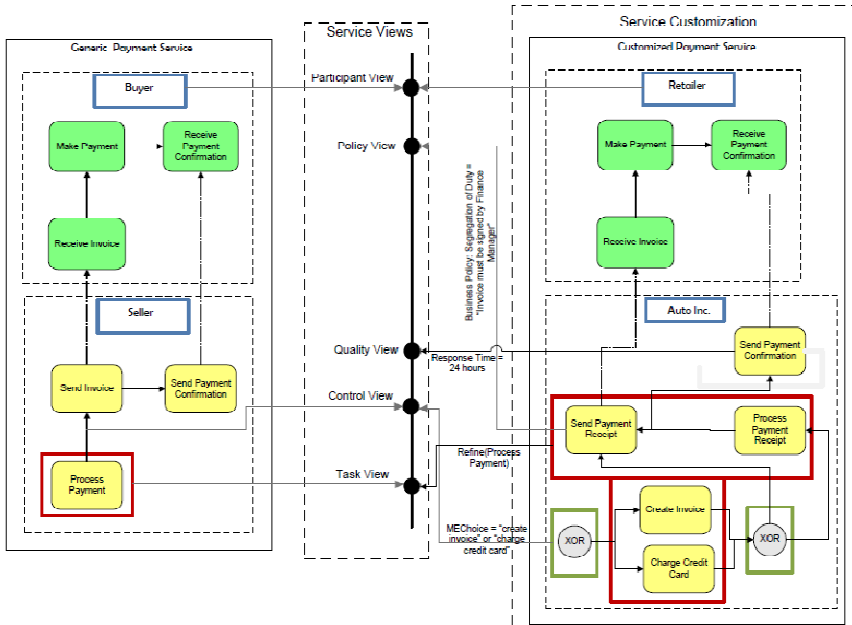 Service Customization
Service Views
Generic Payment Service
Customized Payment Service
Participant View
Policy View
Quality View
Control View
Task View
Buyer
Make Payment
Receive
Payment
Confirmation
Receive Invoice
Seller
Send Invoice
Send Payment
Confirmation
Process
Payment
Retailer
Make Payment
Receive
Payment
Confirmation
Receive Invoice
Business Policy: Segregation of Duty =
"Invoice must be signed by Finance
Manager"
Auto Inc.
Send Payment
Confirmation
Response Time =
24 hours
Send Payment
Receipt
Process
Payment
Receipt
Refine(Process
Payment)
MEChoice = "create
invoice" or "charge
credit card"
XOR
Create Invoice
Charge Credit
Card
XOR